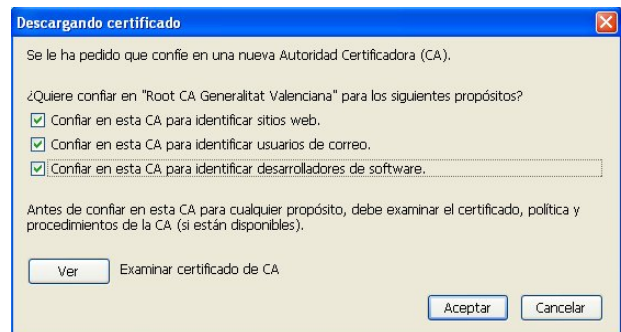 Descargando certificado
Se le ha pedido que confíe en una nueva Autoridad Certificadora (CA).
¿Quiere confiar en "Root CA Generalitat Valenciana" para los siguientes propósitos?
Confiar en esta CA para identificar sitios web.
Confiar en esta CA para identificar usuarios de correo.
Confiar en esta CA para identificar desarrolladores de software.
Antes de confiar en esta CA para cualquier propósito, debe examinar el certificado, política y
procedimientos de la CA (si están disponibles).
Ver Examinar certificado de CA
Aceptar Cancelar